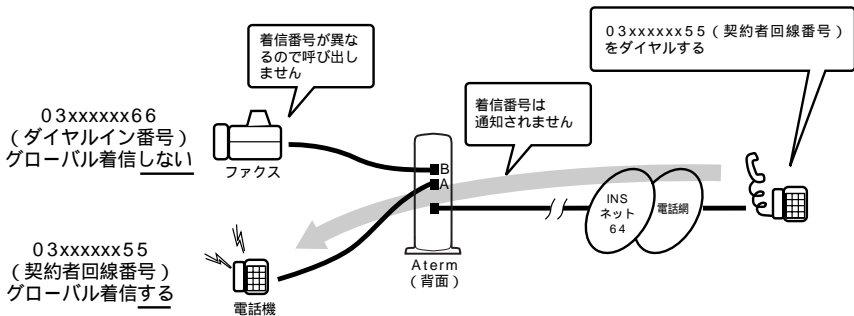 着信番号が異な
るので呼び出し
ません
03xxxxxx55（契約者回線番号）
をダイヤルする
03xxxxxx66
（ダイヤルイン番号）
グローバル着信しない
ファクス
着信番号は
通知されません
B
A
INS
ネット
64
電話網
03xxxxxx55
（契約者回線番号）
グローバル着信する
電話機
Aterm
（背面）